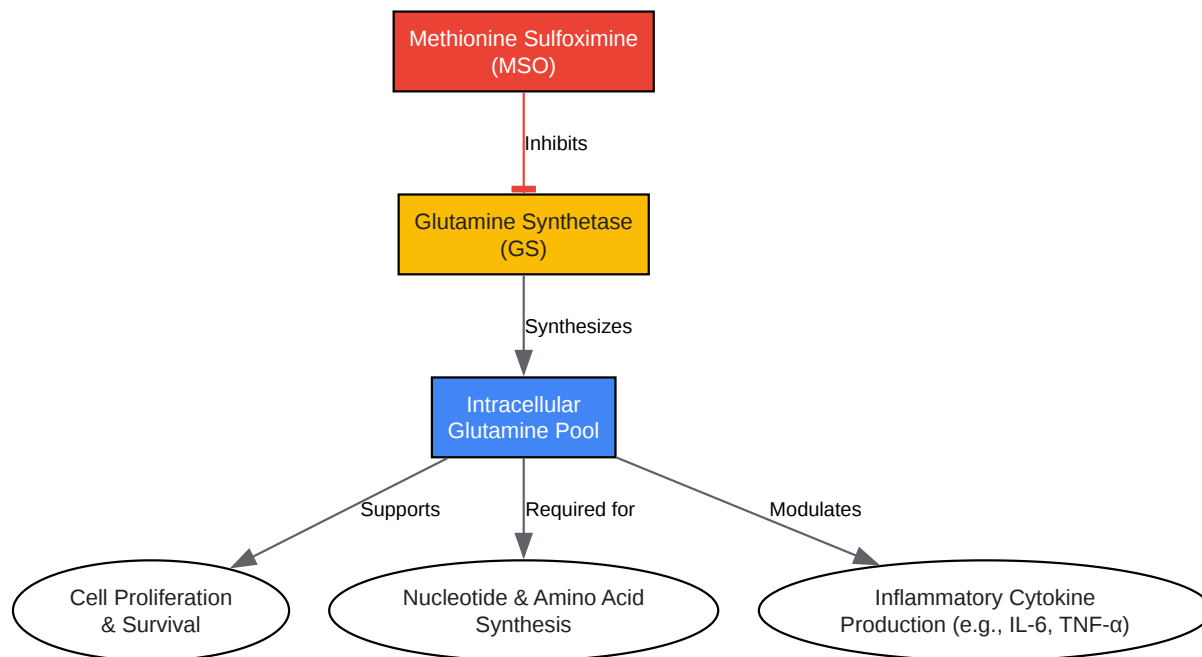 Methionine Sulfoximine
(MSO)
Inhibits
Glutamine Synthetase
(GS)
Synthesizes
Intracellular
Glutamine Pool
Supports
Required for
Modulates
Cell Proliferation
& Survival
Nucleotide & Amino Acid
Synthesis
Inflammatory Cytokine
Production (e.g., IL-6, TNF-α)